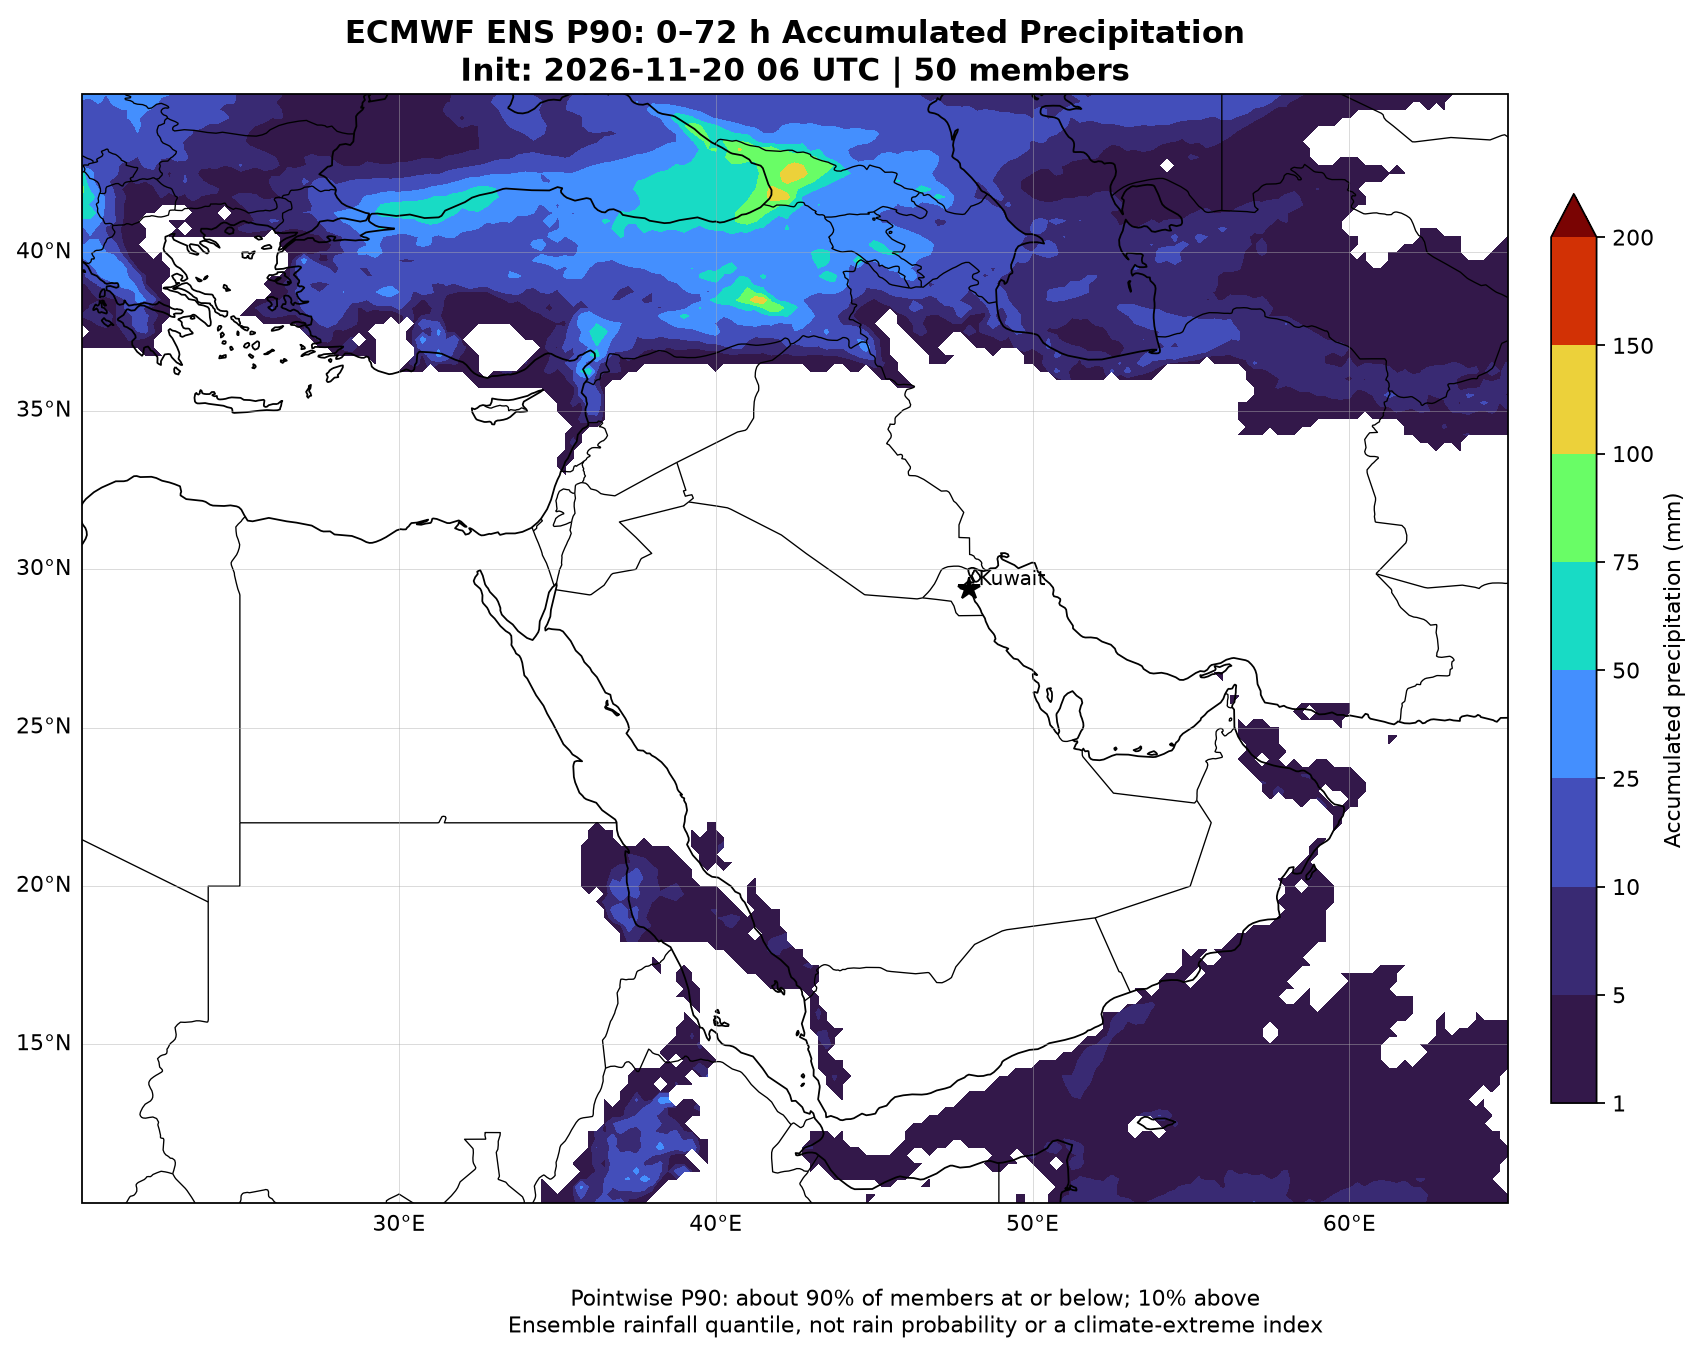 ECMWF ENS P90: 0–72 h Accumulated Precipitation
Init: 2026-11-20 06 UTC | 50 members
40°N
35°N
30°N
25°N
20°N
15°N
30°E
40°E
50°E
60°E
Kuwait
200
150
100
75
50
25
10
5
1
Accumulated precipitation (mm)
Pointwise P90: about 90% of members at or below; 10% above
Ensemble rainfall quantile, not rain probability or a climate-extreme index